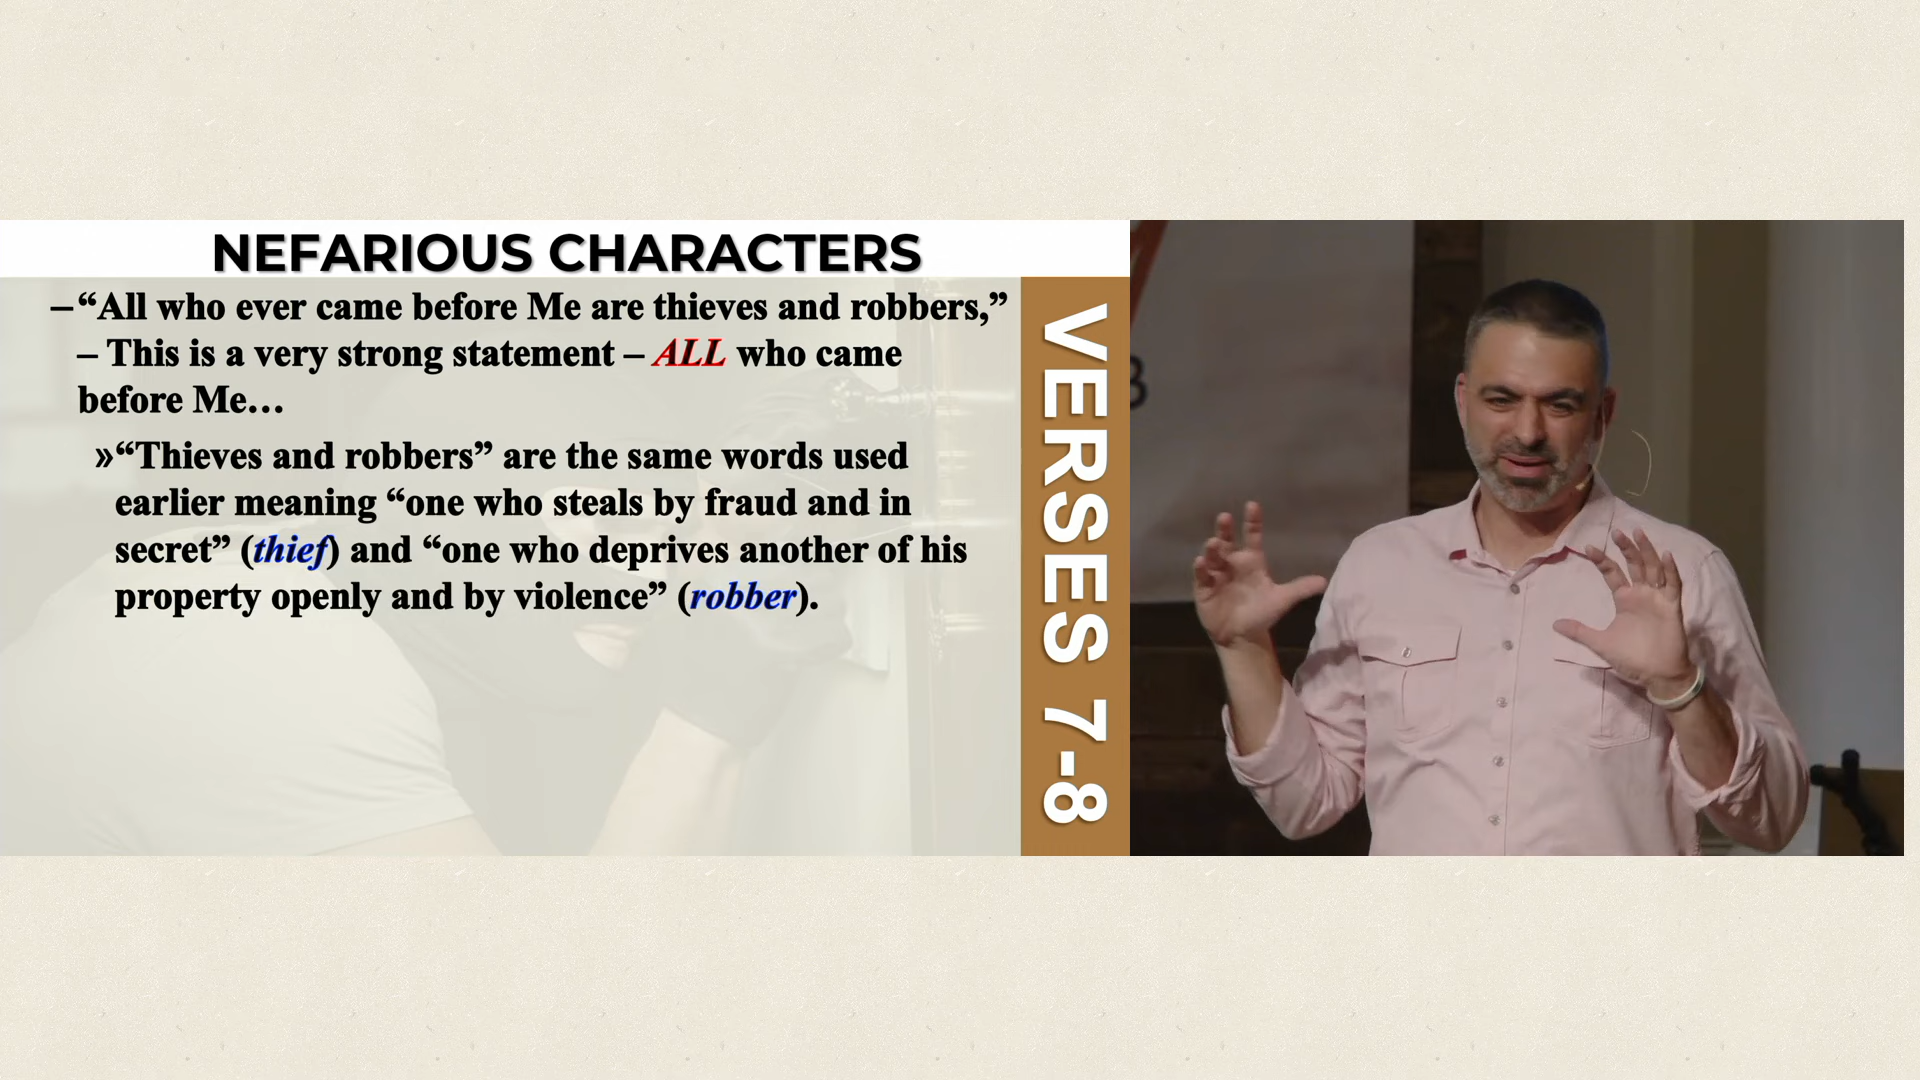 NEFARIOUS CHARACTERS
–“All who ever came before Me are thieves and robbers,”
– This is a very strong statement – ALL who came
before Me…
»“Thieves and robbers” are the same words used
earlier meaning “one who steals by fraud and in
secret” (thief) and “one who deprives another of his
property openly and by violence” (robber).
VERSES 7-8
8